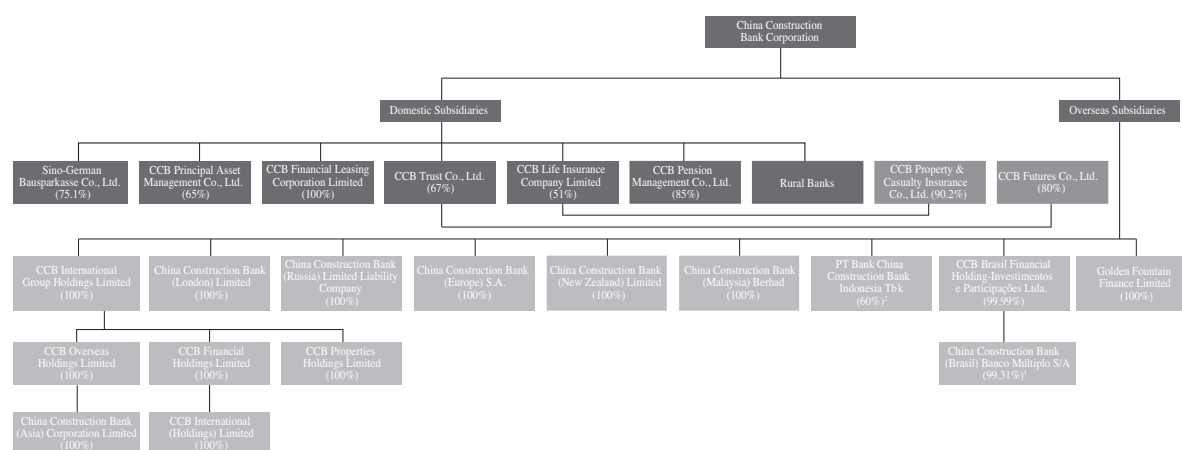 China Construction
Bank Corporation
Domestic Subsidiaries
Overseas Subsidiaries
Sino-German
Bausparkasse Co., Ltd.
(75.1%)
CCB Principal Asset
Management Co., Ltd.
(65%)
CCB Financial Leasing
Corporation Limited
(100%)
CCB Trust Co., Ltd.
(67%)
CCB Life Insurance
Company Limited
(51%)
CCB Pension
Management Co., Ltd.
(85%)
Rural Banks
CCB Property &
Casualty Insurance
Co., Ltd. (90.2%)
CCB Futures Co., Ltd.
(80%)
CCB International
Group Holdings Limited
(100%)
China Construction Bank
(London) Limited
(100%)
China Construction Bank
(Russia) Limited Liability
Company
(100%)
China Construction Bank
(Europe) S.A.
(100%)
China Construction Bank
(New Zealand) Limited
(100%)
China Construction Bank
(Malaysia) Berhad
(100%)
PT Bank China
Construction Bank
Indonesia Tbk
(60%)²
CCB Brasil Financial
Holding-Investimentos
e Participações Ltda.
(99.99%)
Golden Fountain
Finance Limited
(100%)
CCB Overseas
Holdings Limited
(100%)
CCB Financial
Holdings Limited
(100%)
CCB Properties
Holdings Limited
(100%)
China Construction Bank
(Brasil) Banco Múltiplo S/A
(99.31%)¹
China Construction Bank
(Asia) Corporation Limited
(100%)
CCB International
(Holdings) Limited
(100%)